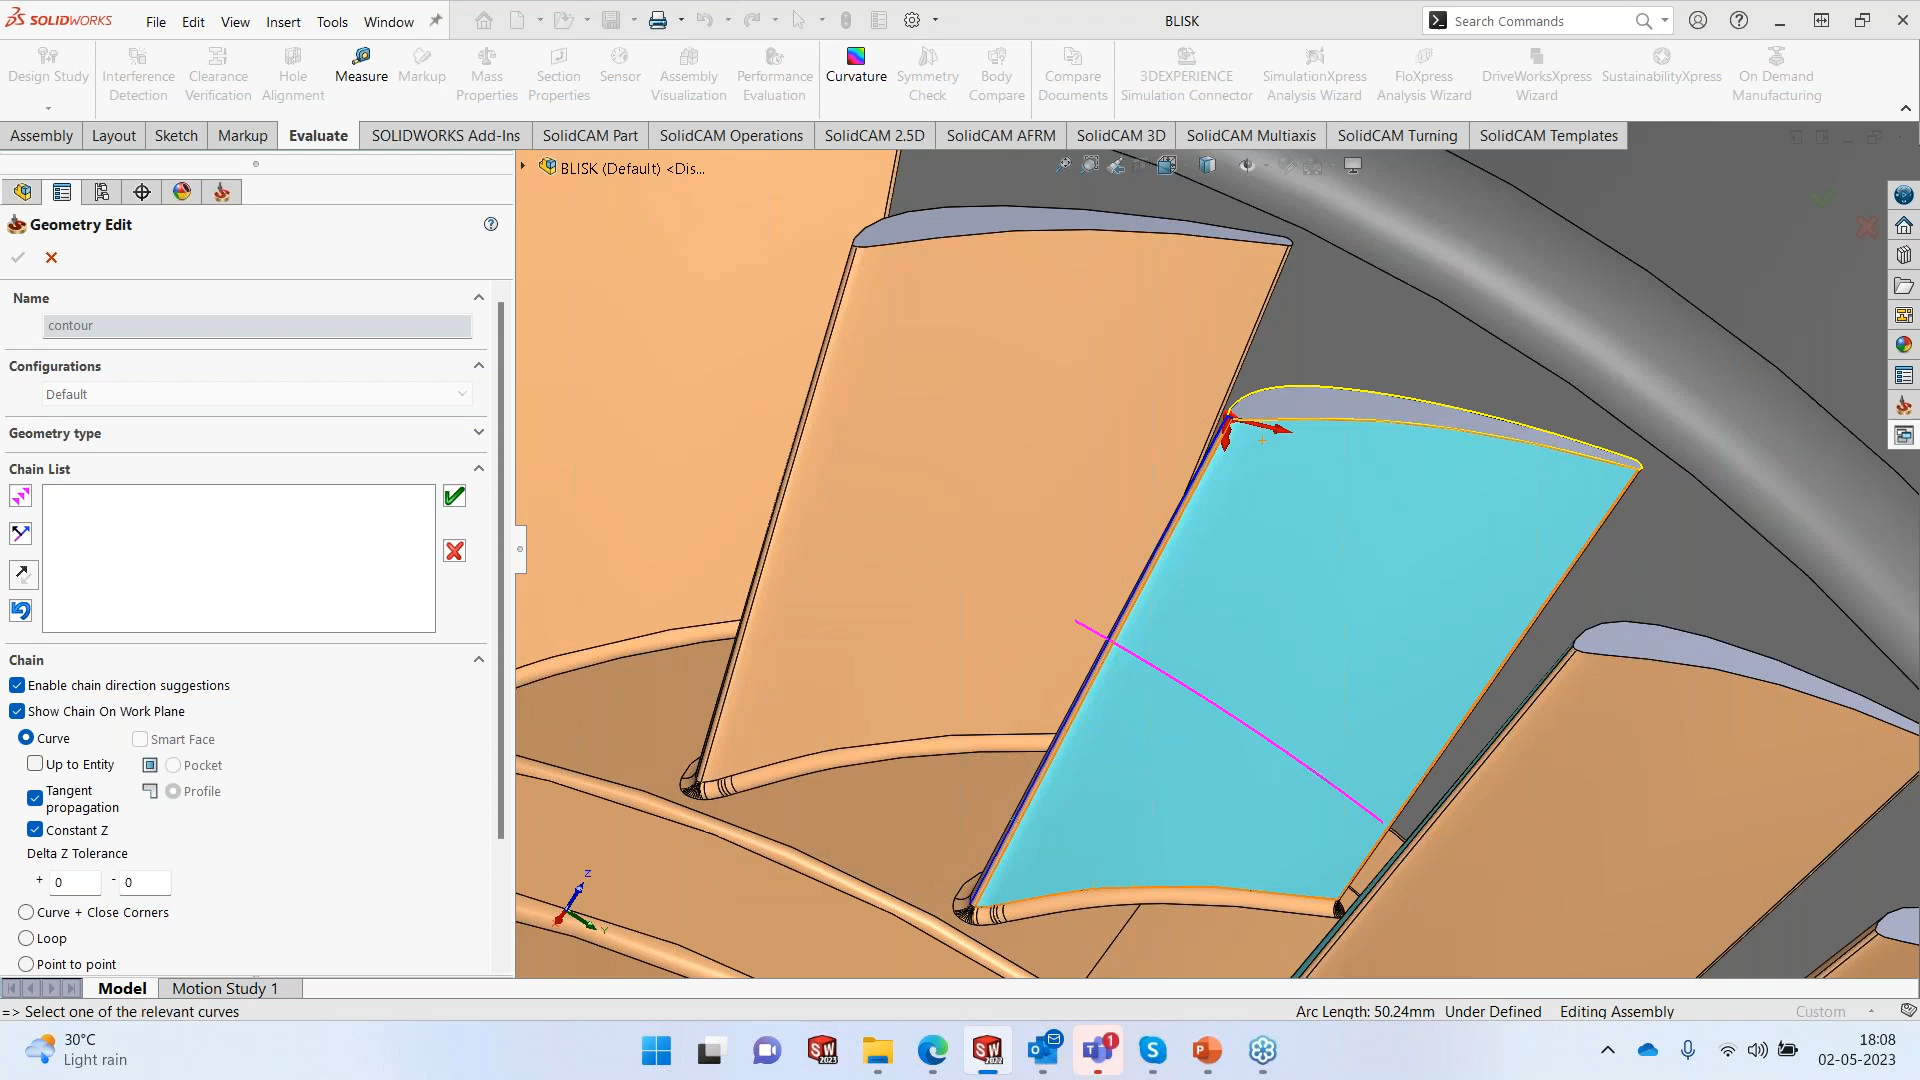 SOLIDWORKS
File Edit View Insert Tools Window
BLISK
Search Commands
Design Study
Interference Detection
Clearance Verification
Hole Alignment
Measure
Markup
Mass Properties
Section Properties
Sensor
Assembly Visualization
Performance Evaluation
Curvature
Symmetry Check
Body Compare
Compare Documents
3DEXPERIENCE Simulation Connector
SimulationXpress Analysis Wizard
FloXpress Analysis Wizard
DriveWorksXpress Wizard
SustainabilityXpress
On Demand Manufacturing
Assembly Layout Sketch Markup Evaluate SOLIDWORKS Add-Ins SolidCAM Part SolidCAM Operations SolidCAM 2.5D SolidCAM AFRM SolidCAM 3D SolidCAM Multiaxis SolidCAM Turning SolidCAM Templates
BLISK (Default) <Dis...
Geometry Edit
Name
contour
Configurations
Default
Geometry type
Chain List
Chain
Enable chain direction suggestions
Show Chain On Work Plane
Curve
Smart Face
Up to Entity
Pocket
Tangent propagation
Profile
Constant Z
Delta Z Tolerance
+ 0 - 0
Curve + Close Corners
Loop
Point to point
Z
Y
Model Motion Study 1
=> Select one of the relevant curves
Arc Length: 50.24mm Under Defined Editing Assembly Custom
30°C
Light rain
SW
2023
SW
2022
1
18:08
02-05-2023